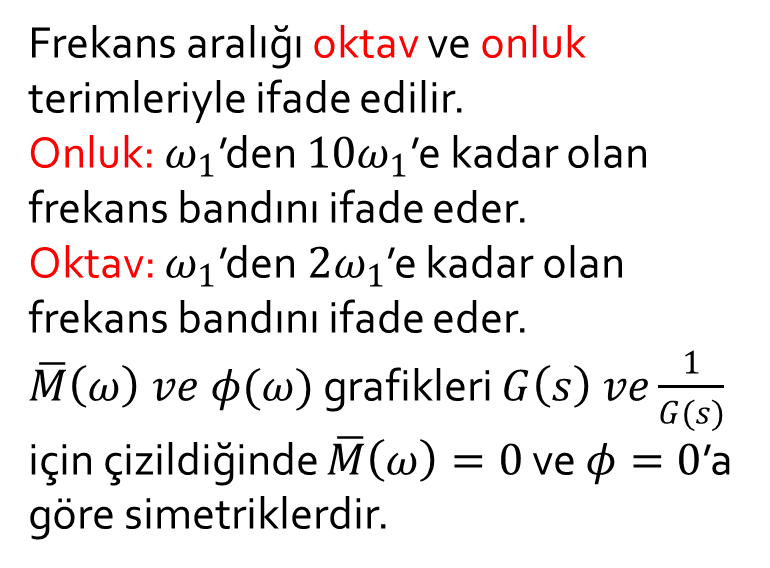 Frekans aralığı oktav ve onluk
terimleriyle ifade edilir.
Onluk: ω₁’den 10ω₁’e kadar olan
frekans bandını ifade eder.
Oktav: ω₁’den 2ω₁’e kadar olan
frekans bandını ifade eder.
M̅(ω) ve ϕ(ω) grafikleri G(s) ve 1/G(s)
için çizildiğinde M̅(ω) = 0 ve ϕ = 0’a
göre simetriklerdir.